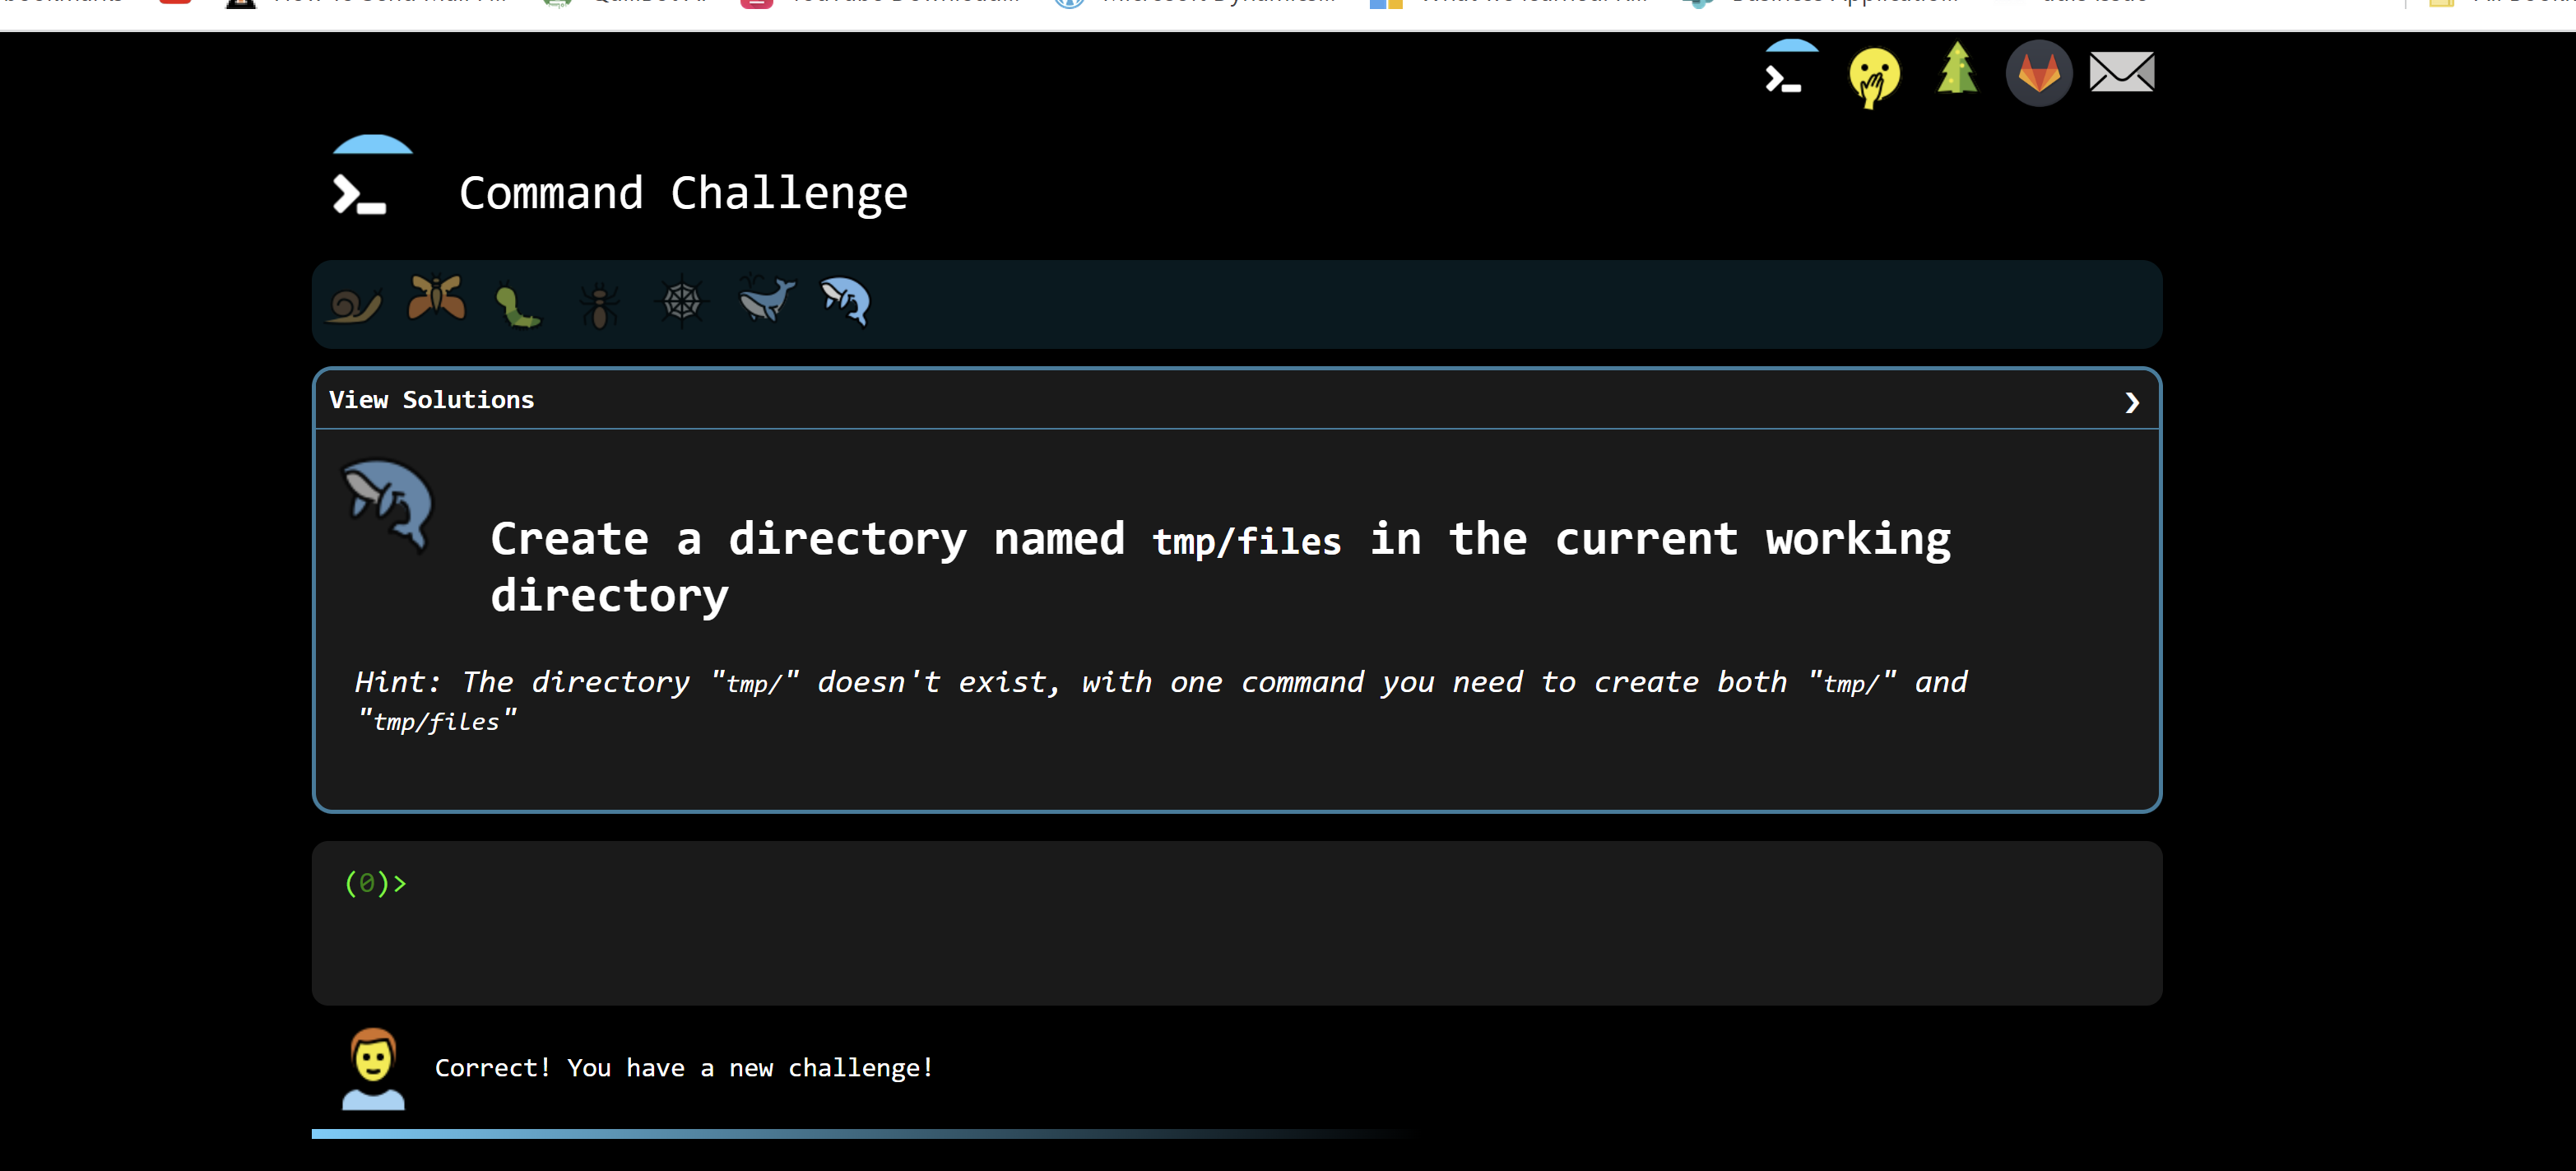 Command Challenge
View Solutions
Create a directory named tmp/files in the current working
directory
Hint: The directory "tmp/" doesn't exist, with one command you need to create both "tmp/" and
"tmp/files"
(0)>
Correct! You have a new challenge!